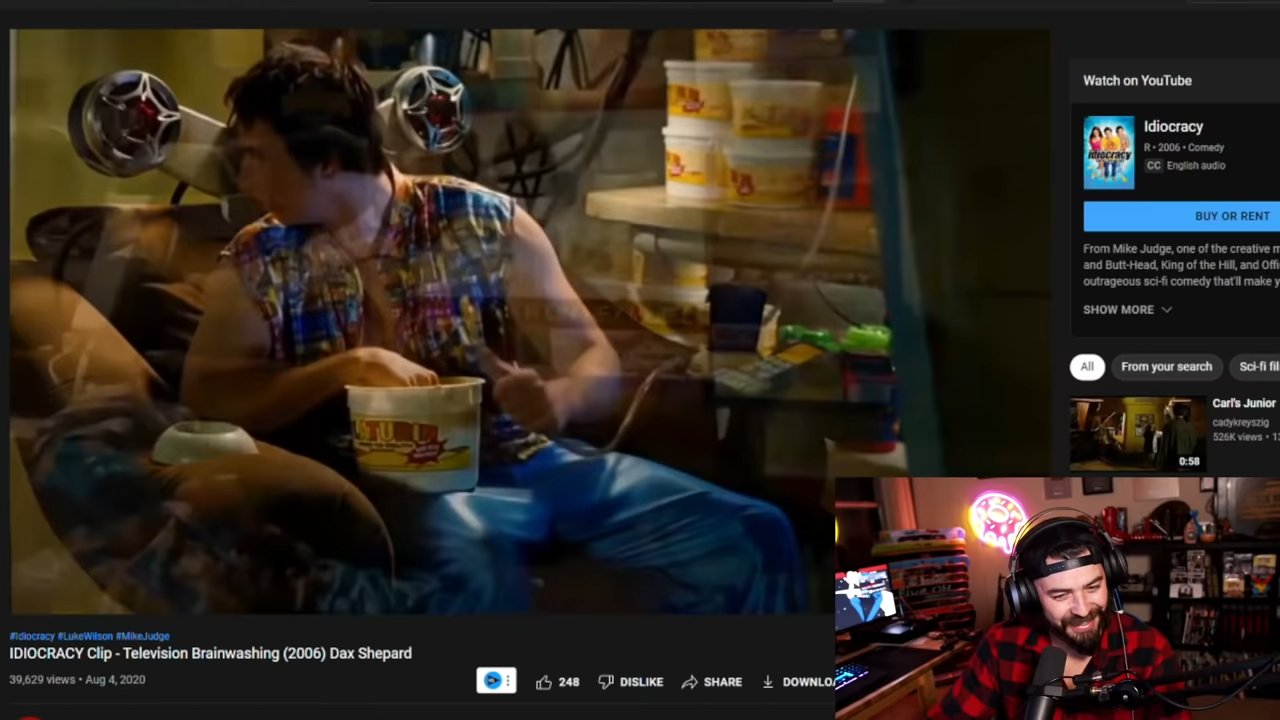 Watch on YouTube
idiocracy
Idiocracy
R • 2006 • Comedy
CC English audio
BUY OR RENT
From Mike Judge, one of the creative m
and Butt-Head, King of the Hill, and Offi
outrageous sci-fi comedy that'll make y
SHOW MORE
All
From your search
Sci-fi fil
Carl's Junior
cadykreyszig
526K views • 12
0:58
#Idiocracy #LukeWilson #MikeJudge
IDIOCRACY Clip - Television Brainwashing (2006) Dax Shepard
39,629 views • Aug 4, 2020
248
DISLIKE
SHARE
DOWNLO